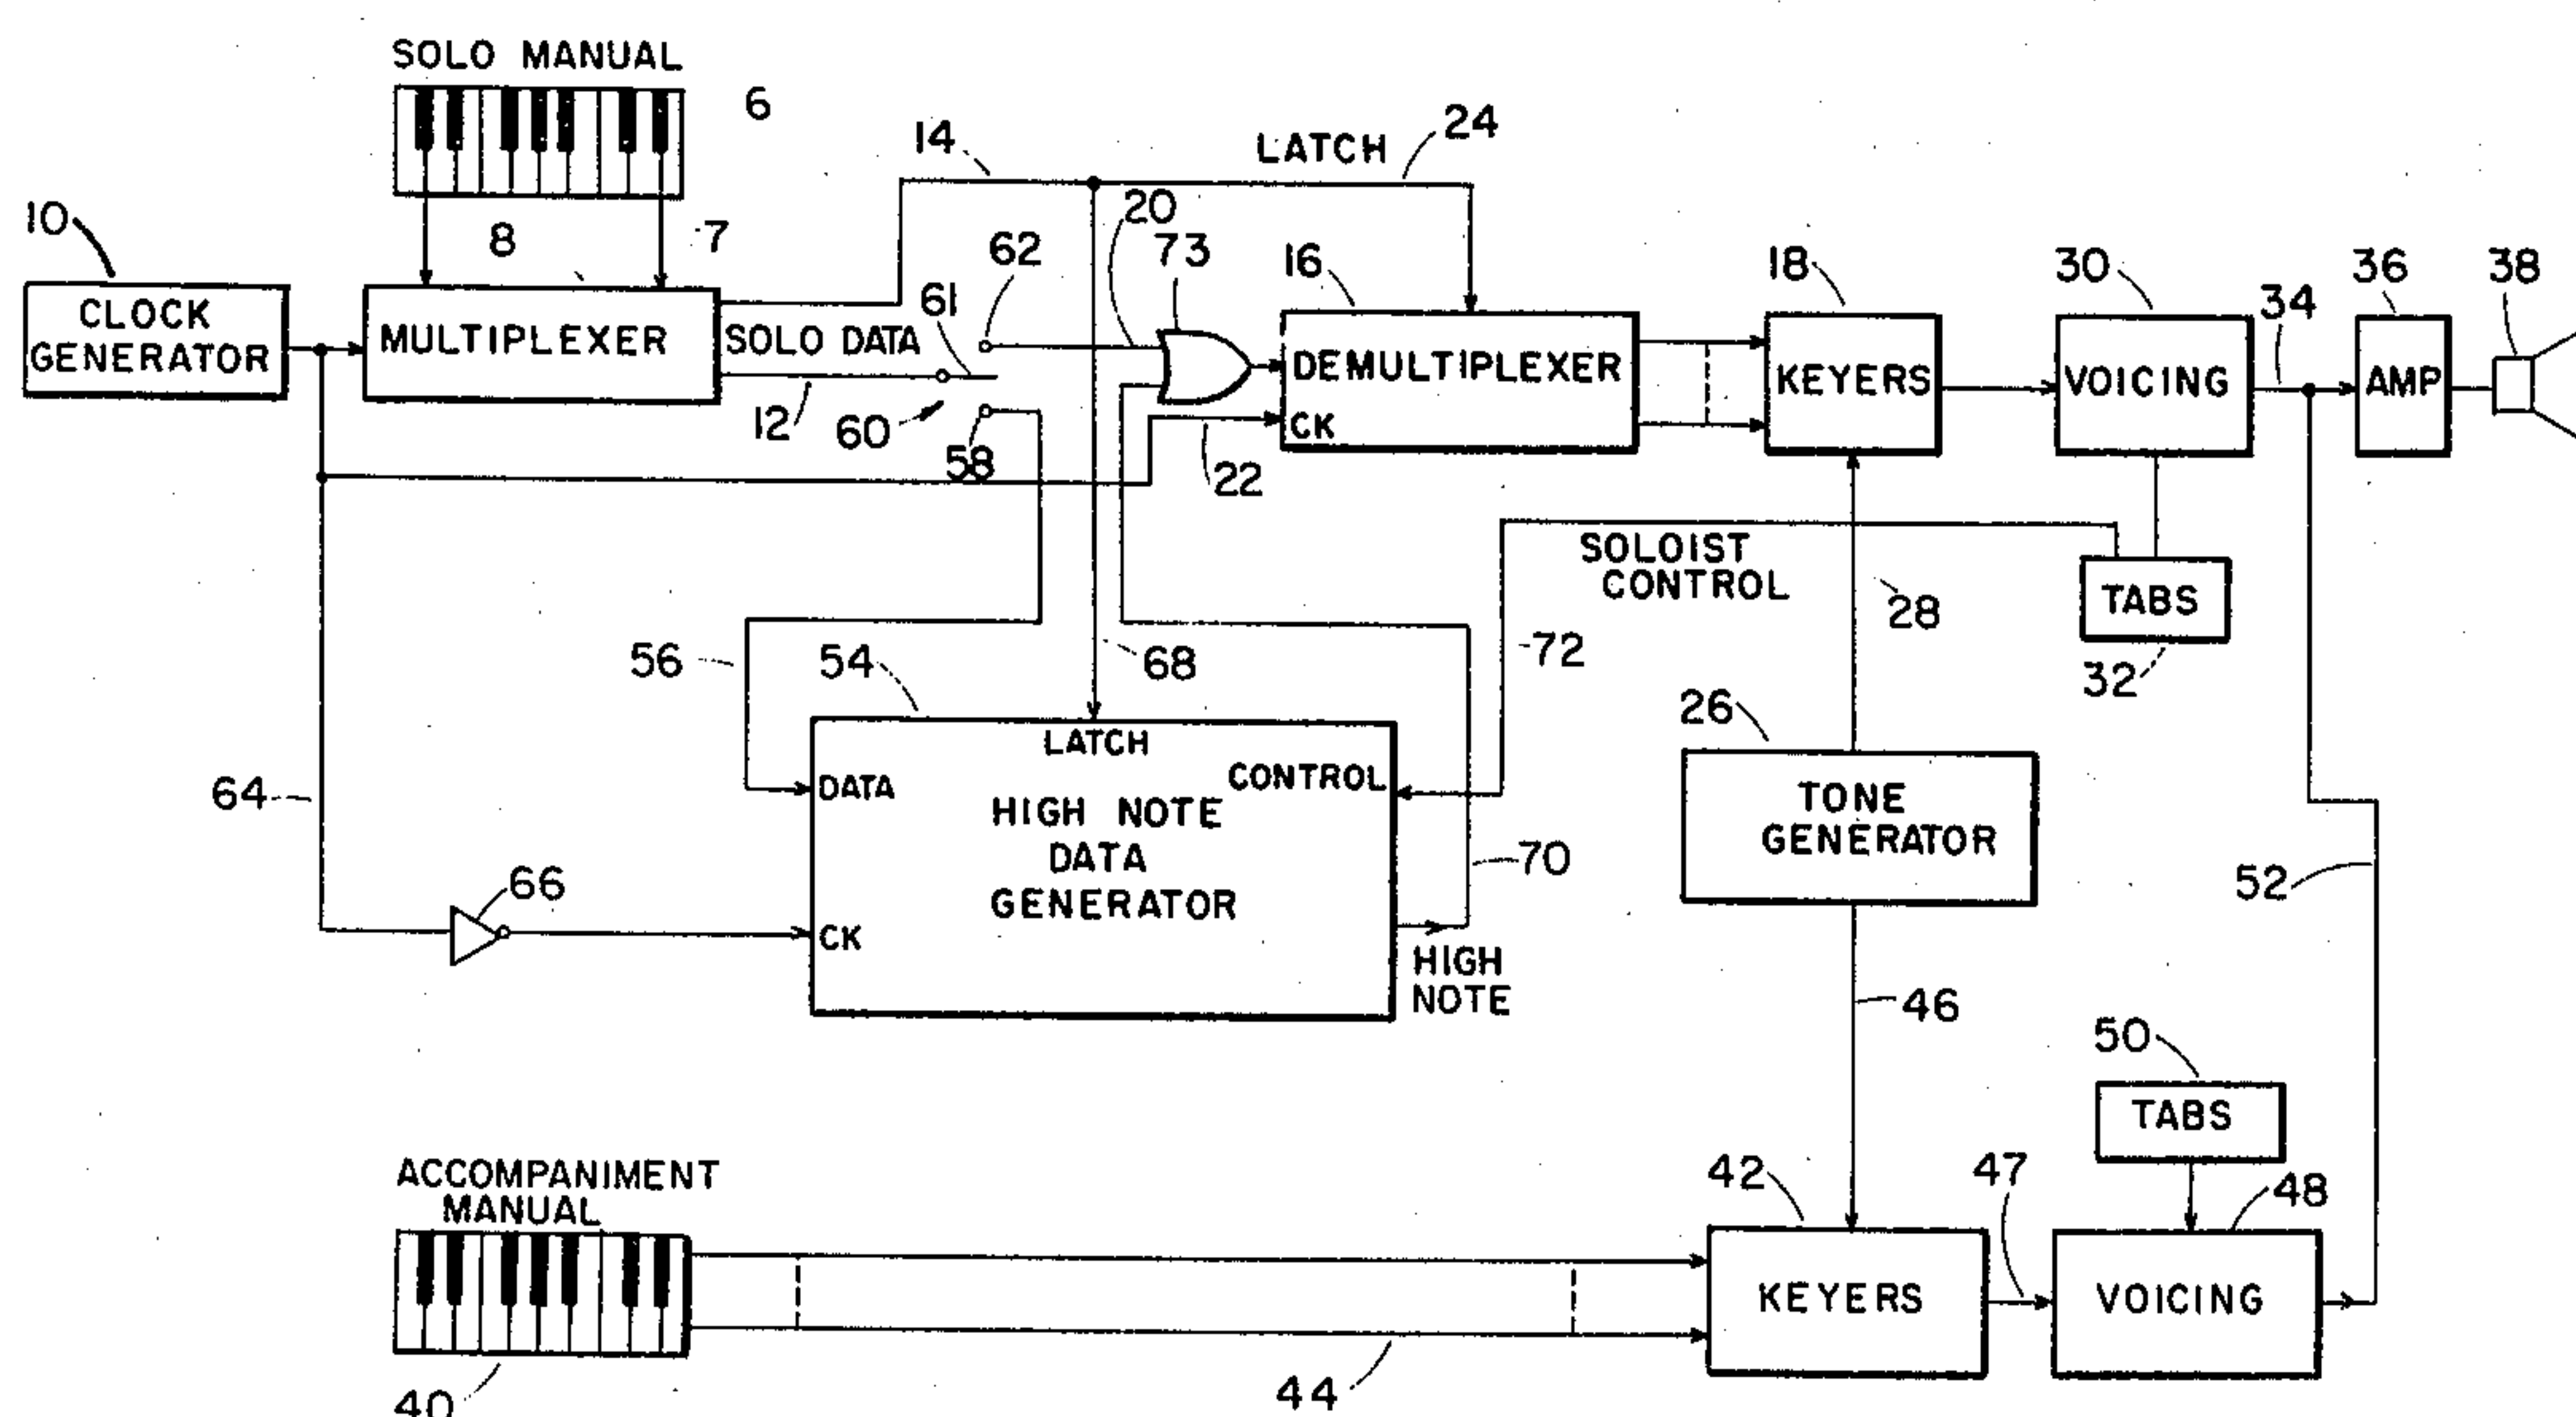 SOLO MANUAL
6
14
LATCH
24
10
8
7
62
20
73
16
18
30
34
36
38
CLOCK
GENERATOR
MULTIPLEXER
SOLO DATA
61
12
60
58
22
DEMULTIPLEXER
CK
KEYERS
VOICING
AMP
SOLOIST
CONTROL
28
TABS
32
56
54
68
72
26
LATCH
DATA
CONTROL
HIGH NOTE
DATA
GENERATOR
CK
64
66
70
HIGH
NOTE
TONE
GENERATOR
52
46
50
TABS
ACCOMPANIMENT
MANUAL
40
44
42
47
48
KEYERS
VOICING